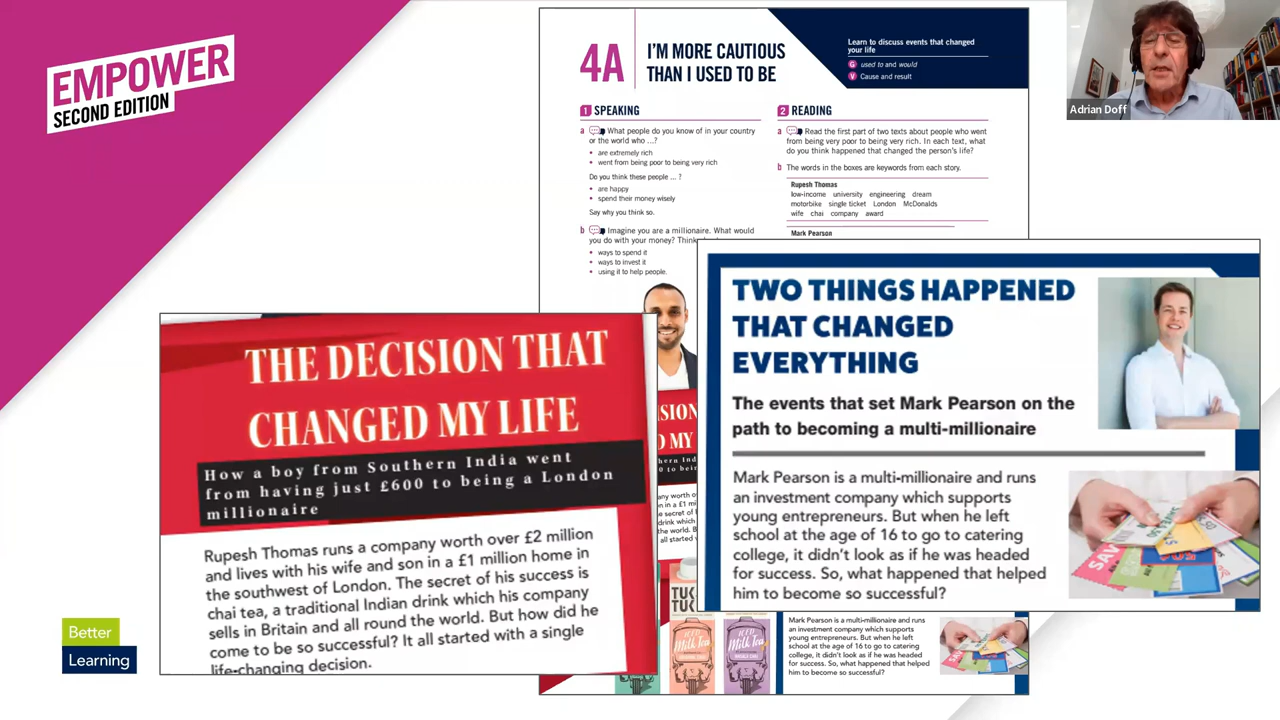 EMPOWER
SECOND EDITION
4A
I'M MORE CAUTIOUS
THAN I USED TO BE
Learn to discuss events that changed
your life
G used to and would
V Cause and result
Adrian Doff
1 SPEAKING
a What people do you know of in your country
or the world who ...?
• are extremely rich
• went from being poor to being very rich
Do you think these people ... ?
• are happy
• spend their money wisely
Say why you think so.
b Imagine you are a millionaire. What would
you do with your money? Think
• ways to spend it
• ways to invest it
• using it to help people.
2 READING
a Read the first part of two texts about people who went
from being very poor to being very rich. In each text, what
do you think happened that changed the person's life?
b The words in the boxes are keywords from each story.
Rupesh Thomas
low-income university engineering dream
motorbike single ticket London McDonalds
wife chai company award
Mark Pearson
THE DECISION THAT
CHANGED MY LIFE
How a boy from Southern India went
from having just £600 to being a London
millionaire
Rupesh Thomas runs a company worth over £2 million
and lives with his wife and son in a £1 million home in
the southwest of London. The secret of his success is
chai tea, a traditional Indian drink which his company
sells in Britain and all round the world. But how did he
come to be so successful? It all started with a single
life-changing decision.
TWO THINGS HAPPENED
THAT CHANGED
EVERYTHING
The events that set Mark Pearson on the
path to becoming a multi-millionaire
Mark Pearson is a multi-millionaire and runs
an investment company which supports
young entrepreneurs. But when he left
school at the age of 16 to go to catering
college, it didn't look as if he was headed
for success. So, what happened that helped
him to become so successful?
TUK
TUK
Milk Tea
Milk Tea
Mark Pearson is a multi-millionaire and runs
an investment company which supports
young entrepreneurs. But when he left
school at the age of 16 to go to catering
college, it didn't look as if he was headed
for success. So, what happened that helped
him to become so successful?
Better
Learning